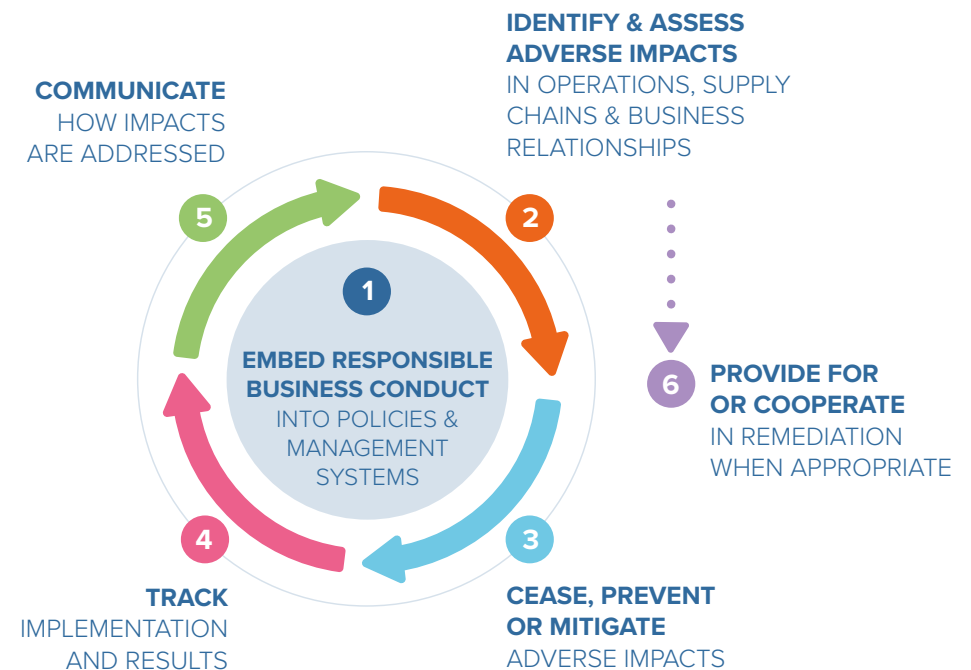 1
EMBED RESPONSIBLE
BUSINESS CONDUCT
INTO POLICIES &
MANAGEMENT
SYSTEMS
2
IDENTIFY & ASSESS
ADVERSE IMPACTS
IN OPERATIONS, SUPPLY
CHAINS & BUSINESS
RELATIONSHIPS
3
CEASE, PREVENT
OR MITIGATE
ADVERSE IMPACTS
4
TRACK
IMPLEMENTATION
AND RESULTS
5
COMMUNICATE
HOW IMPACTS
ARE ADDRESSED
6
PROVIDE FOR
OR COOPERATE
IN REMEDIATION
WHEN APPROPRIATE